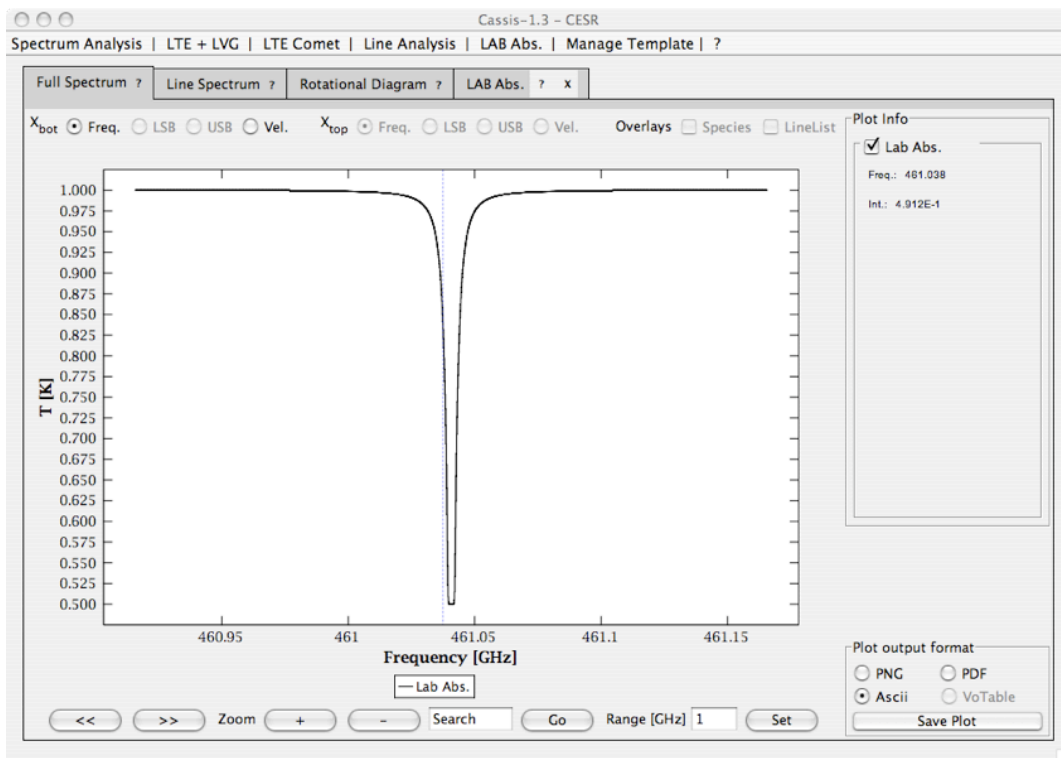 Cassis-1.3 - CESR
Spectrum Analysis | LTE + LVG | LTE Comet | Line Analysis | LAB Abs. | Manage Template | ?
Full Spectrum ? Line Spectrum ? Rotational Diagram ? LAB Abs. ? X
Xbot Freq. LSB USB Vel. Xtop Freq. LSB USB Vel. Overlays Species LineList
Plot Info
Lab Abs.
Freq.: 461.038
Int.: 4.912E-1
1.000
0.975
0.950
0.925
0.900
0.875
0.850
0.825
0.800
0.775
0.750
0.725
0.700
0.675
0.650
0.625
0.600
0.575
0.550
0.525
0.500
T [K]
460.95 461 461.05 461.1 461.15
Frequency [GHz]
Lab Abs.
<< >> Zoom + - Search Go Range [GHz] 1 Set
Plot output format
PNG PDF
Ascii VoTable
Save Plot